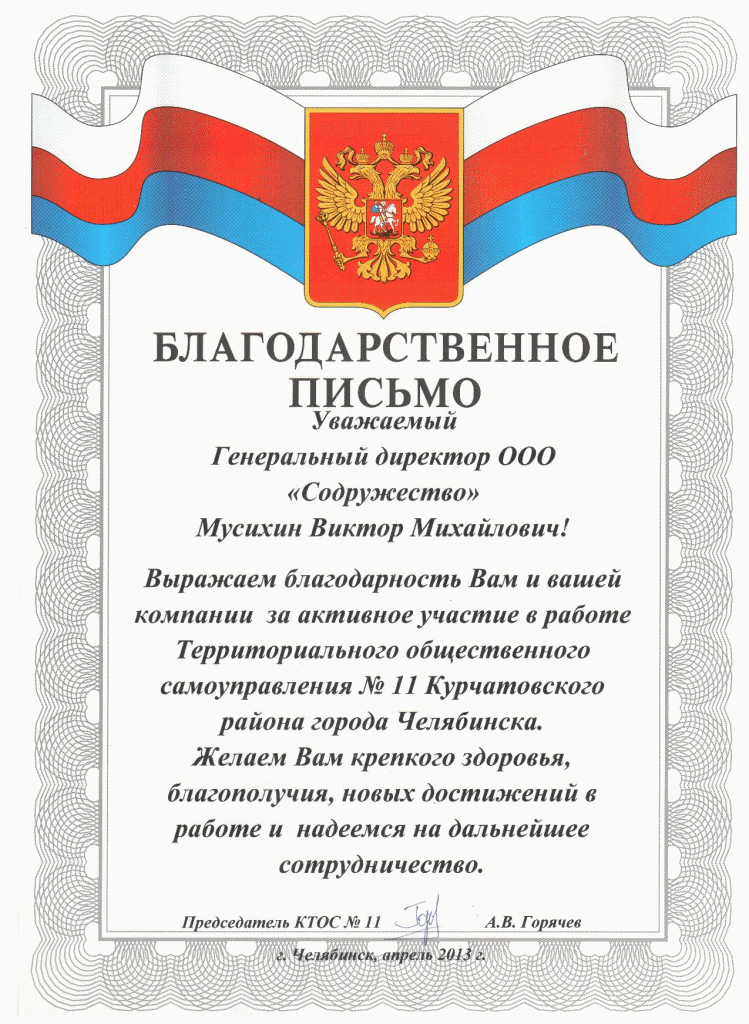 БЛАГОДАРСТВЕННОЕ
ПИСЬМО
Уважаемый
Генеральный директор ООО
«Содружество»
Мусихин Виктор Михайлович!
Выражаем благодарность Вам и вашей
компании за активное участие в работе
Территориального общественного
самоуправления № 11 Курчатовского
района города Челябинска.
Желаем Вам крепкого здоровья,
благополучия, новых достижений в
работе и надеемся на дальнейшее
сотрудничество.
Председатель КТОС № 11 А.В. Горячев
г. Челябинск, апрель 2013 г.